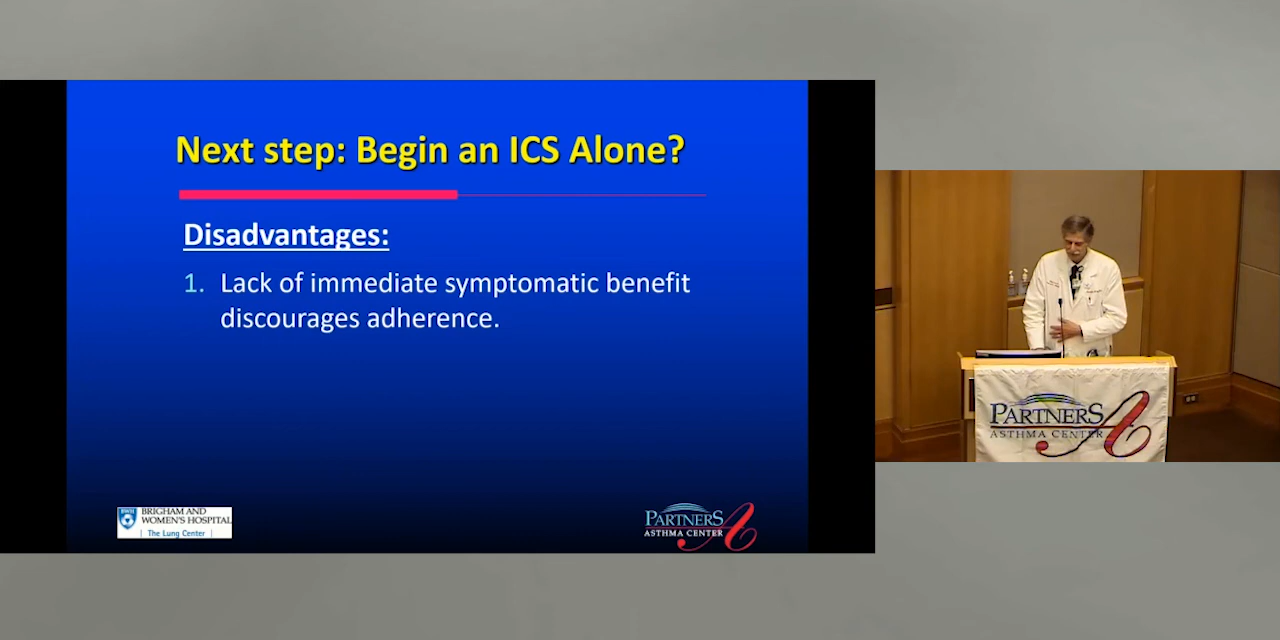 Next step: Begin an ICS Alone?
Disadvantages:
1. Lack of immediate symptomatic benefit
discourages adherence.
BWH
BRIGHAM AND
WOMEN'S HOSPITAL
The Lung Center
PARTNERS
ASTHMA CENTER
PARTNERS
ASTHMA CENTER